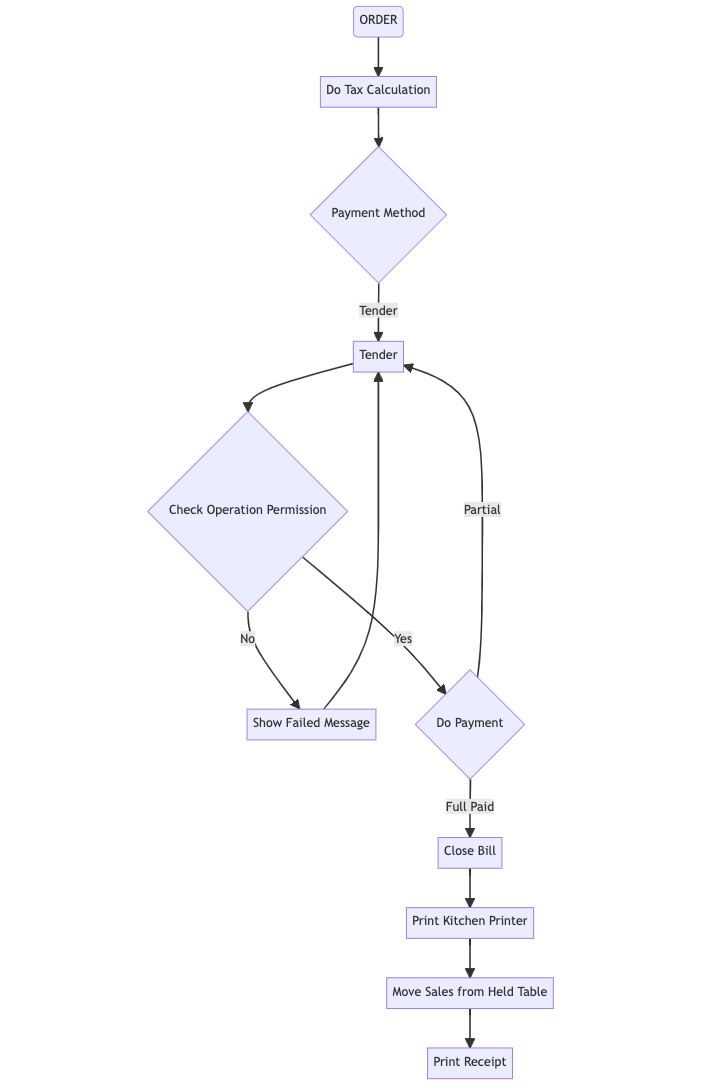 ORDER
Do Tax Calculation
Payment Method
Tender
Tender
Check Operation Permission
Partial
No
Yes
Show Failed Message
Do Payment
Full Paid
Close Bill
Print Kitchen Printer
Move Sales from Held Table
Print Receipt